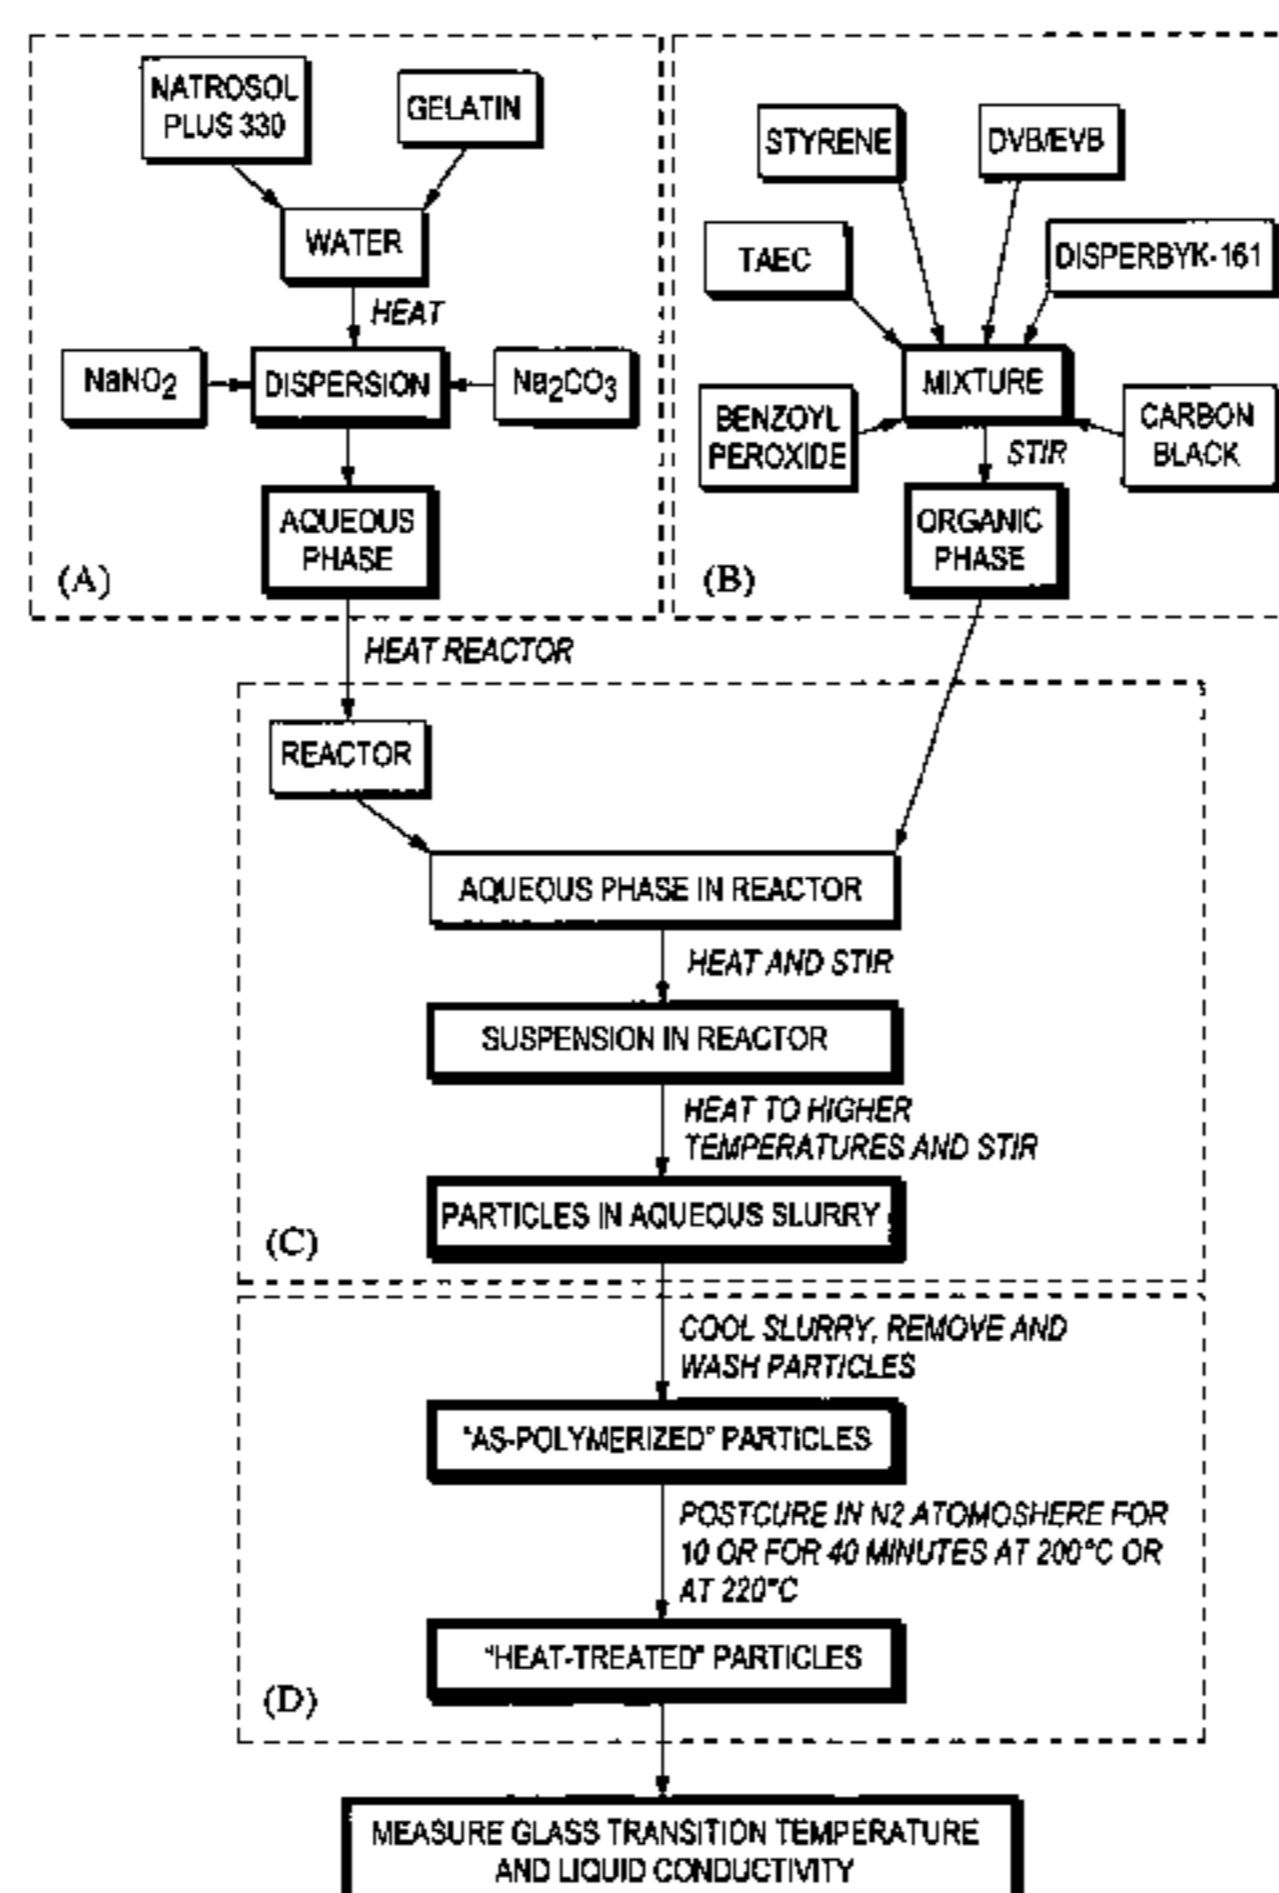 NATROSOL
PLUS 330
GELATIN
WATER
HEAT
NaNO2
DISPERSION
Na2CO3
AQUEOUS
PHASE
(A)
STYRENE
DVB/EVB
TAEC
DISPERBYK-161
MIXTURE
BENZOYL
PEROXIDE
CARBON
BLACK
STIR
ORGANIC
PHASE
(B)
HEAT REACTOR
REACTOR
AQUEOUS PHASE IN REACTOR
HEAT AND STIR
SUSPENSION IN REACTOR
HEAT TO HIGHER
TEMPERATURES AND STIR
PARTICLES IN AQUEOUS SLURRY
(C)
COOL SLURRY, REMOVE AND
WASH PARTICLES
"AS-POLYMERIZED" PARTICLES
POSTCURE IN N2 ATOMOSHERE FOR
10 OR FOR 40 MINUTES AT 200°C OR
AT 220°C
"HEAT-TREATED" PARTICLES
(D)
MEASURE GLASS TRANSITION TEMPERATURE
AND LIQUID CONDUCTIVITY